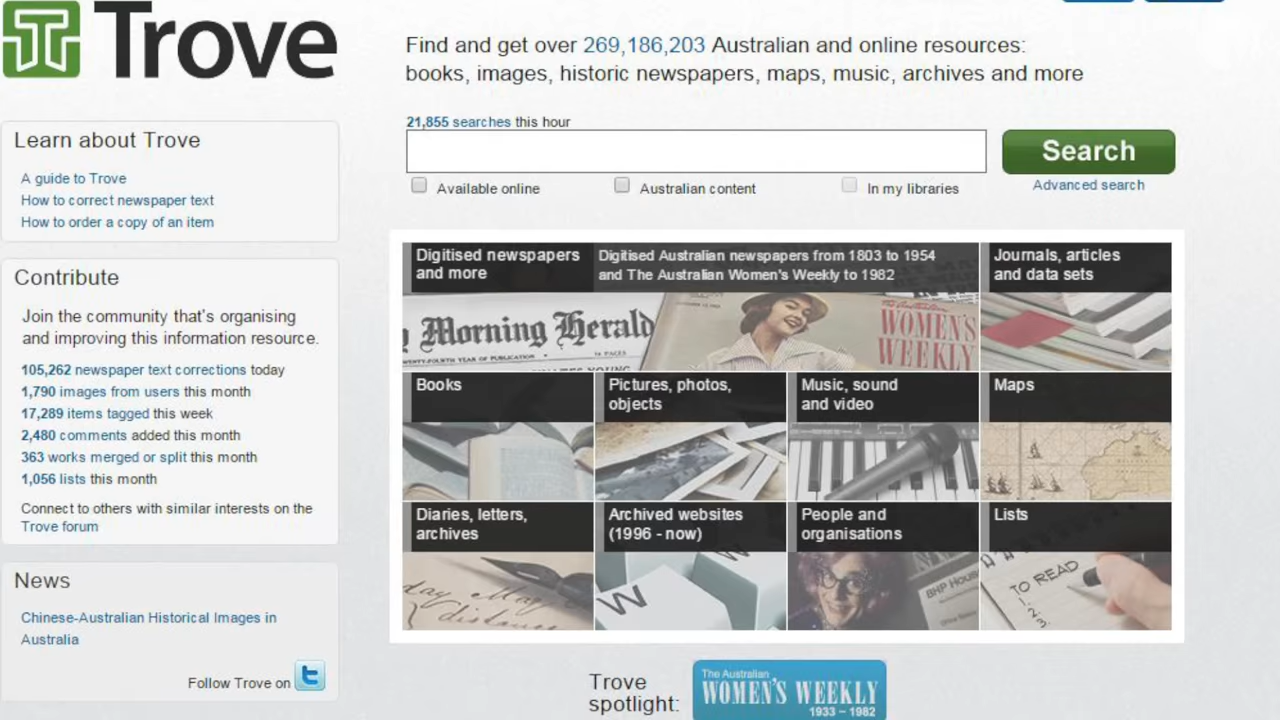 Trove
Find and get over 269,186,203 Australian and online resources:
books, images, historic newspapers, maps, music, archives and more
21,855 searches this hour
Search
Available online
Australian content
In my libraries
Advanced search
Learn about Trove
A guide to Trove
How to correct newspaper text
How to order a copy of an item
Contribute
Join the community that's organising
and improving this information resource.
105,262 newspaper text corrections today
1,790 images from users this month
17,289 items tagged this week
2,480 comments added this month
363 works merged or split this month
1,056 lists this month
Connect to others with similar interests on the
Trove forum
News
Chinese-Australian Historical Images in
Australia
Follow Trove on
Digitised newspapers
and more
Digitised Australian newspapers from 1803 to 1954
and The Australian Women's Weekly to 1982
Morning Herald
WOMEN'S
WEEKLY
Journals, articles
and data sets
Books
Pictures, photos,
objects
Music, sound
and video
Maps
Diaries, letters,
archives
day May
distance
Archived websites
(1996 - now)
W
W
People and
organisations
BHP House
Lists
TO READ
1.
2.
3.
Trove
spotlight:
The Australian
WOMEN'S WEEKLY
1933 – 1982